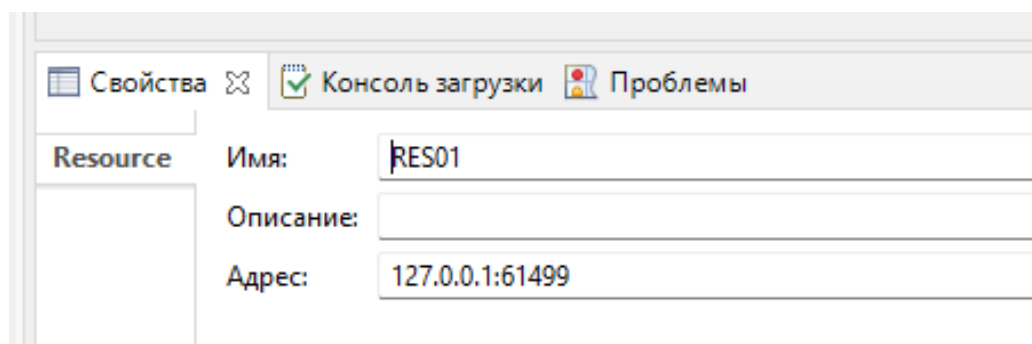 Свойства Консоль загрузки Проблемы
Resource Имя: RES01
Описание:
Адрес: 127.0.0.1:61499